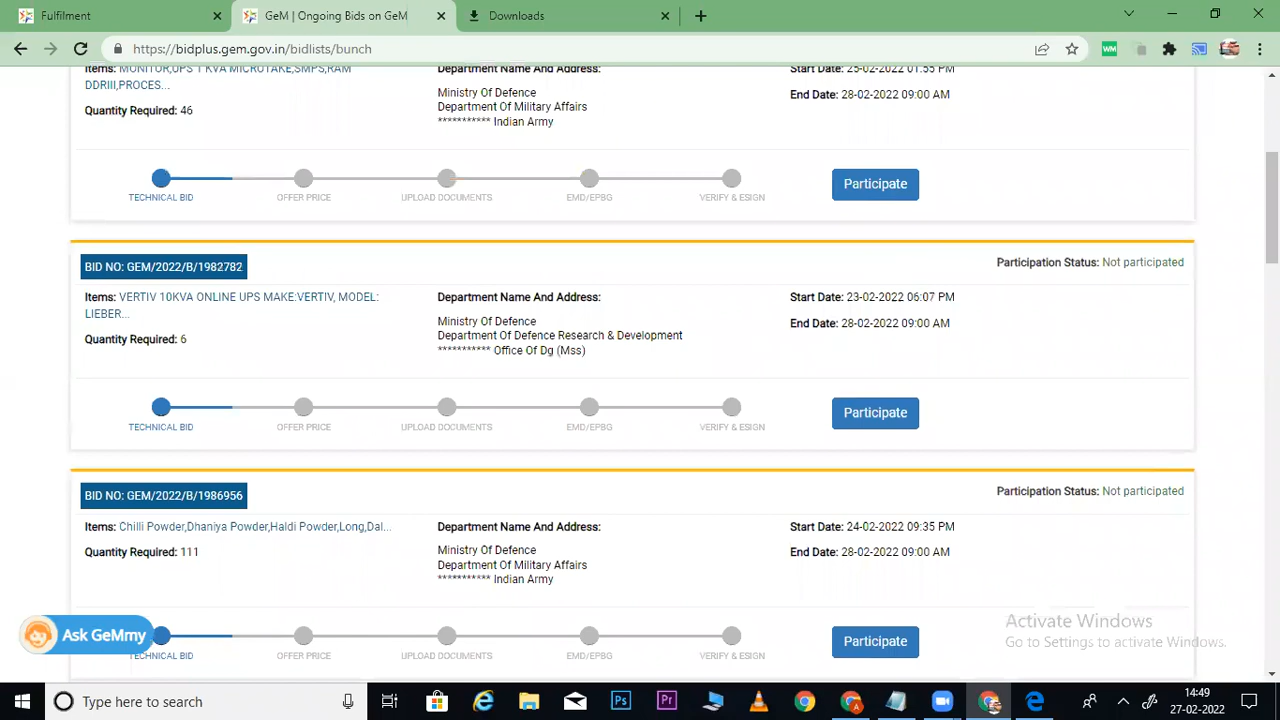 Fulfilment
GeM | Ongoing Bids on GeM
Downloads
https://bidplus.gem.gov.in/bidlists/bunch
Items: MONITOR,UPS 1 KVA MICROTAKE,SMPS,RAM
DDRIII,PROCES...
Quantity Required: 46
Department Name And Address:
Ministry Of Defence
Department Of Military Affairs
*********** Indian Army
Start Date: 25-02-2022 01:55 PM
End Date: 28-02-2022 09:00 AM
TECHNICAL BID
OFFER PRICE
UPLOAD DOCUMENTS
EMD/EPBG
VERIFY & ESIGN
Participate
BID NO: GEM/2022/B/1982782
Participation Status: Not participated
Items: VERTIV 10KVA ONLINE UPS MAKE:VERTIV, MODEL:
LIEBER...
Quantity Required: 6
Department Name And Address:
Ministry Of Defence
Department Of Defence Research & Development
*********** Office Of Dg (Mss)
Start Date: 23-02-2022 06:07 PM
End Date: 28-02-2022 09:00 AM
TECHNICAL BID
OFFER PRICE
UPLOAD DOCUMENTS
EMD/EPBG
VERIFY & ESIGN
Participate
BID NO: GEM/2022/B/1986956
Participation Status: Not participated
Items: Chilli Powder,Dhaniya Powder,Haldi Powder,Long,Dal...
Quantity Required: 111
Department Name And Address:
Ministry Of Defence
Department Of Military Affairs
*********** Indian Army
Start Date: 24-02-2022 09:35 PM
End Date: 28-02-2022 09:00 AM
TECHNICAL BID
OFFER PRICE
UPLOAD DOCUMENTS
EMD/EPBG
VERIFY & ESIGN
Participate
Ask GeMmy
Activate Windows
Go to Settings to activate Windows.
Type here to search
14:49
27-02-2022